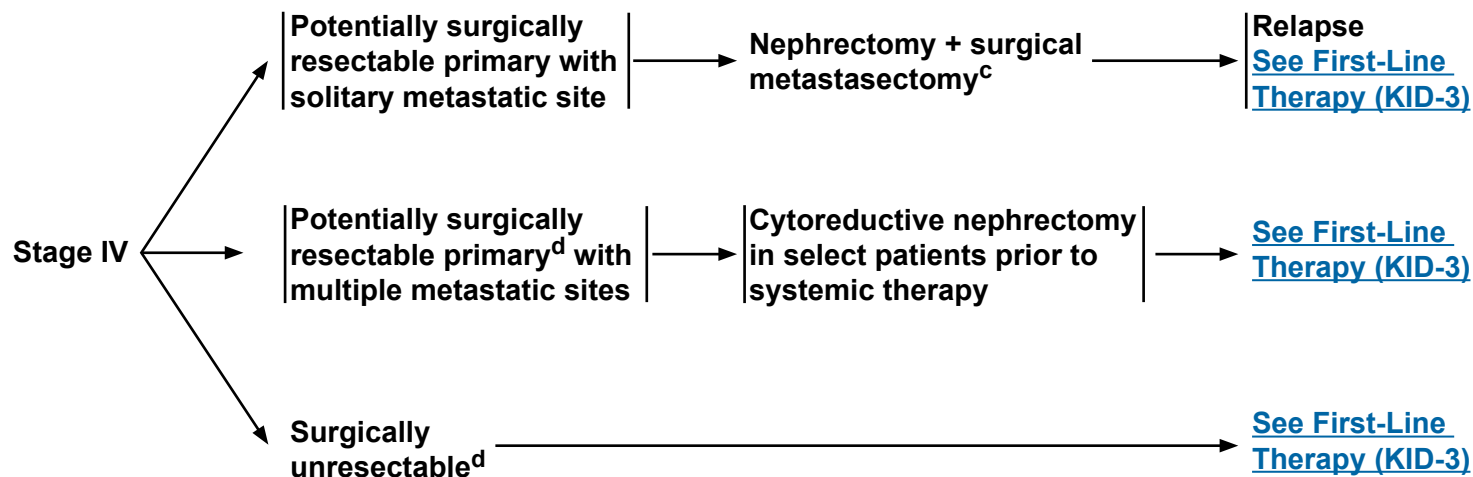 Potentially surgically
resectable primary with
solitary metastatic site
Nephrectomy + surgical
metastasectomyc
Relapse
See First-Line
Therapy (KID-3)
Stage IV
Potentially surgically
resectable primaryd with
multiple metastatic sites
Cytoreductive nephrectomy
in select patients prior to
systemic therapy
See First-Line
Therapy (KID-3)
Surgically
unresectabled
See First-Line
Therapy (KID-3)